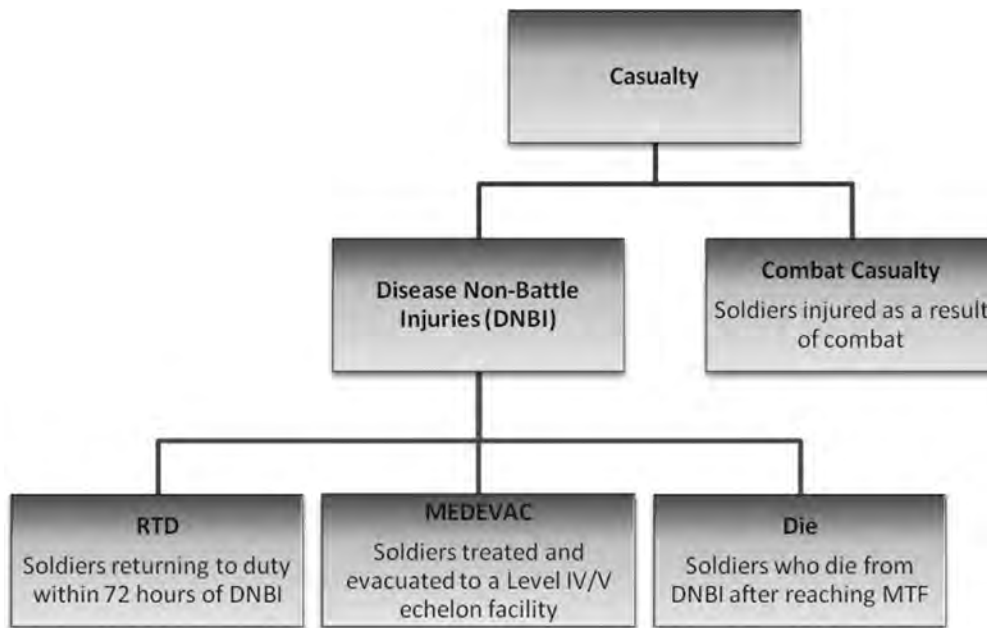 Casualty
Disease Non-Battle
Injuries (DNBI)
Combat Casualty
Soldiers injured as a result
of combat
RTD
Soldiers returning to duty
within 72 hours of DNBI
MEDEVAC
Soldiers treated and
evacuated to a Level IV/V
echelon facility
Die
Soldiers who die from
DNBI after reaching MTF